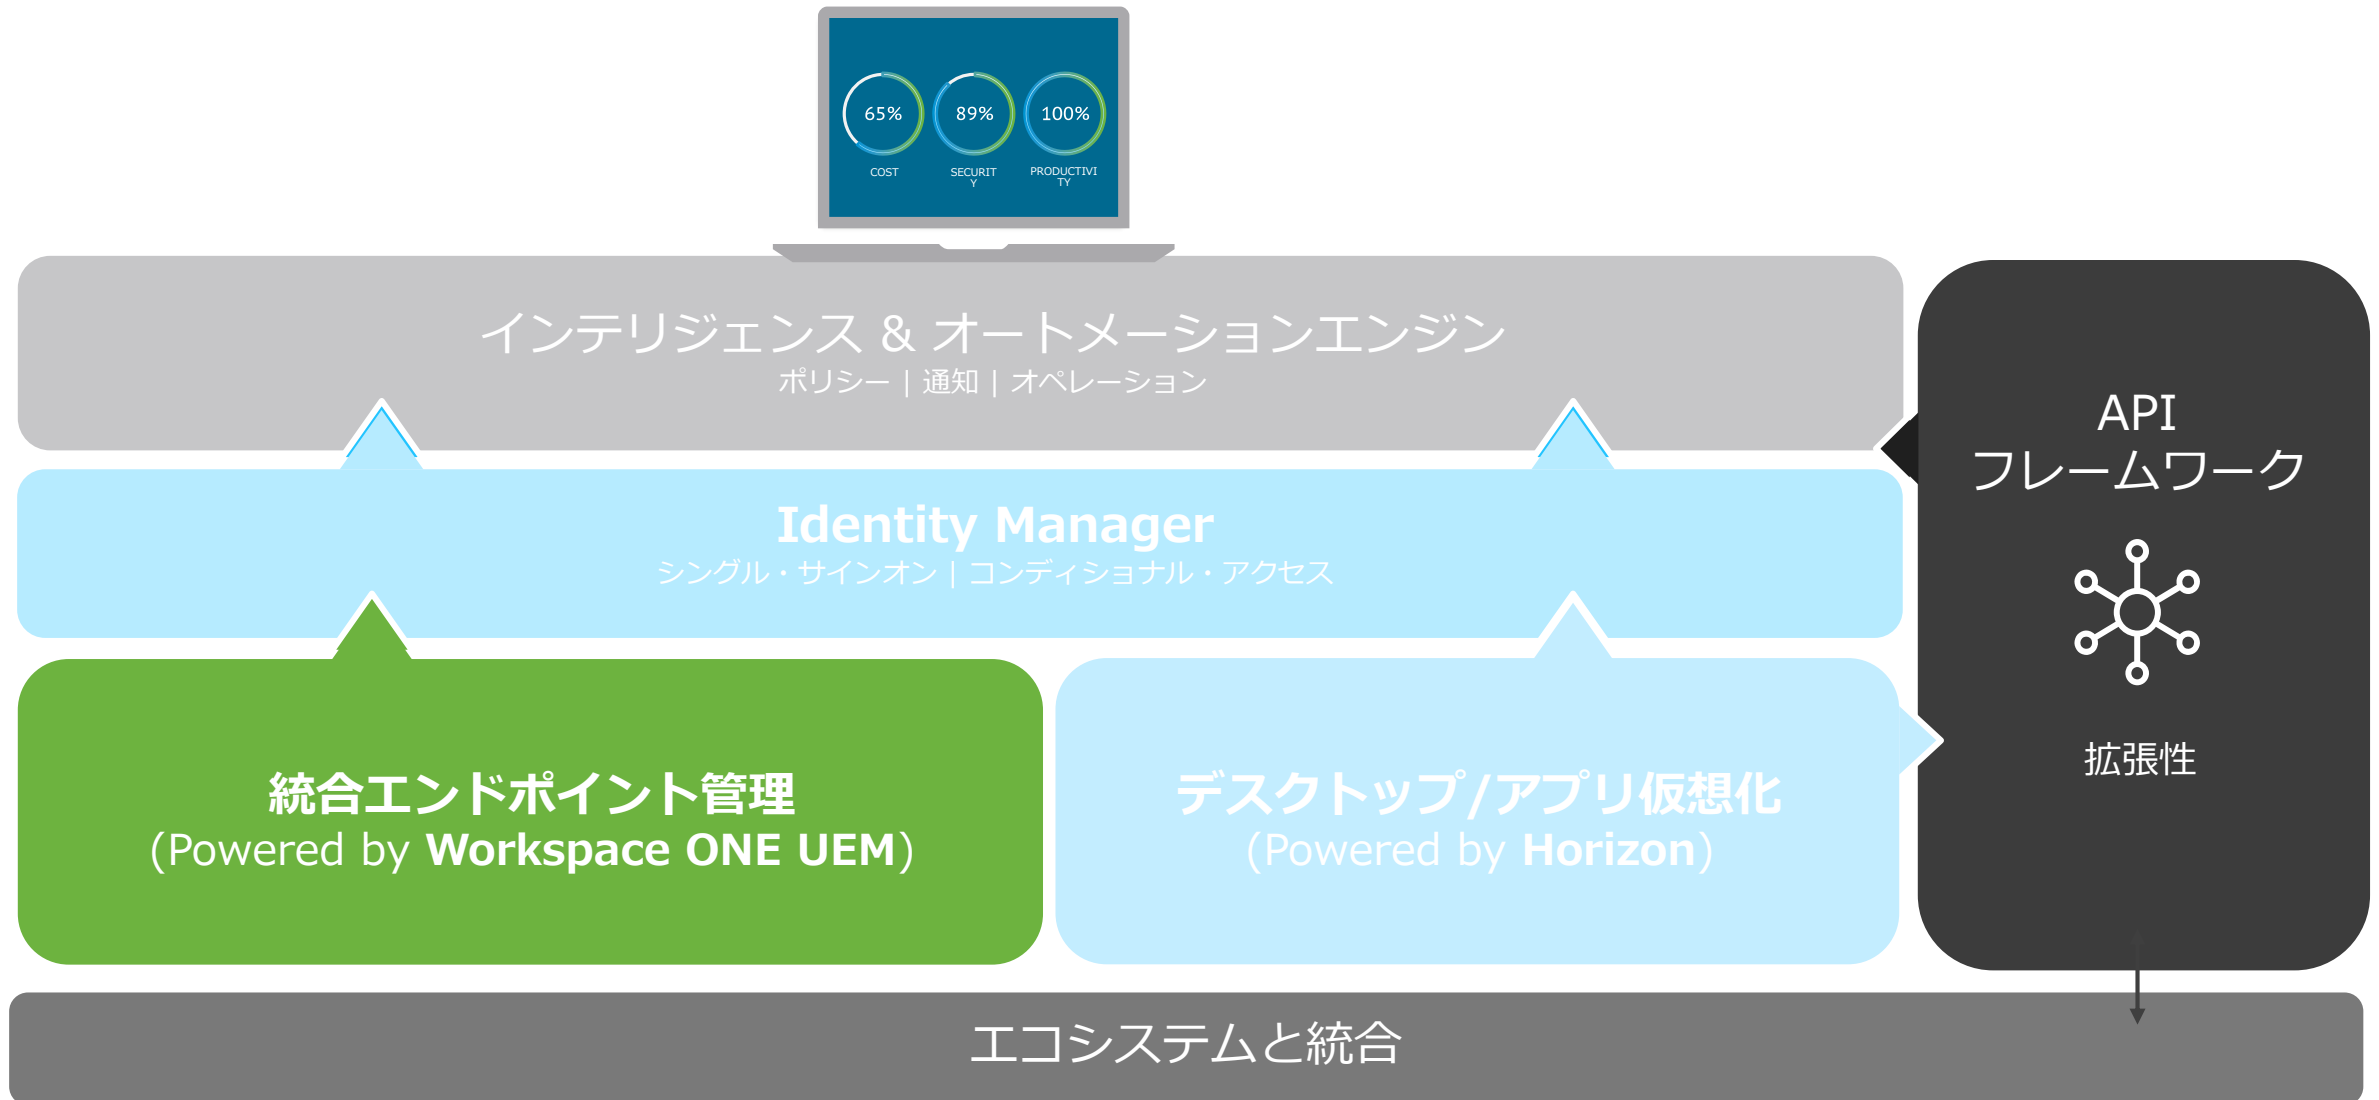 65%
89%
100%
COST
SECURIT
Y
PRODUCTIVI
TY
インテリジェンス & オートメーションエンジン
ポリシー | 通知 | オペレーション
API
フレームワーク
拡張性
Identity Manager
シングル・サインオン | コンディショナル・アクセス
統合エンドポイント管理
(Powered by Workspace ONE UEM)
デスクトップ/アプリ仮想化
(Powered by Horizon)
エコシステムと統合